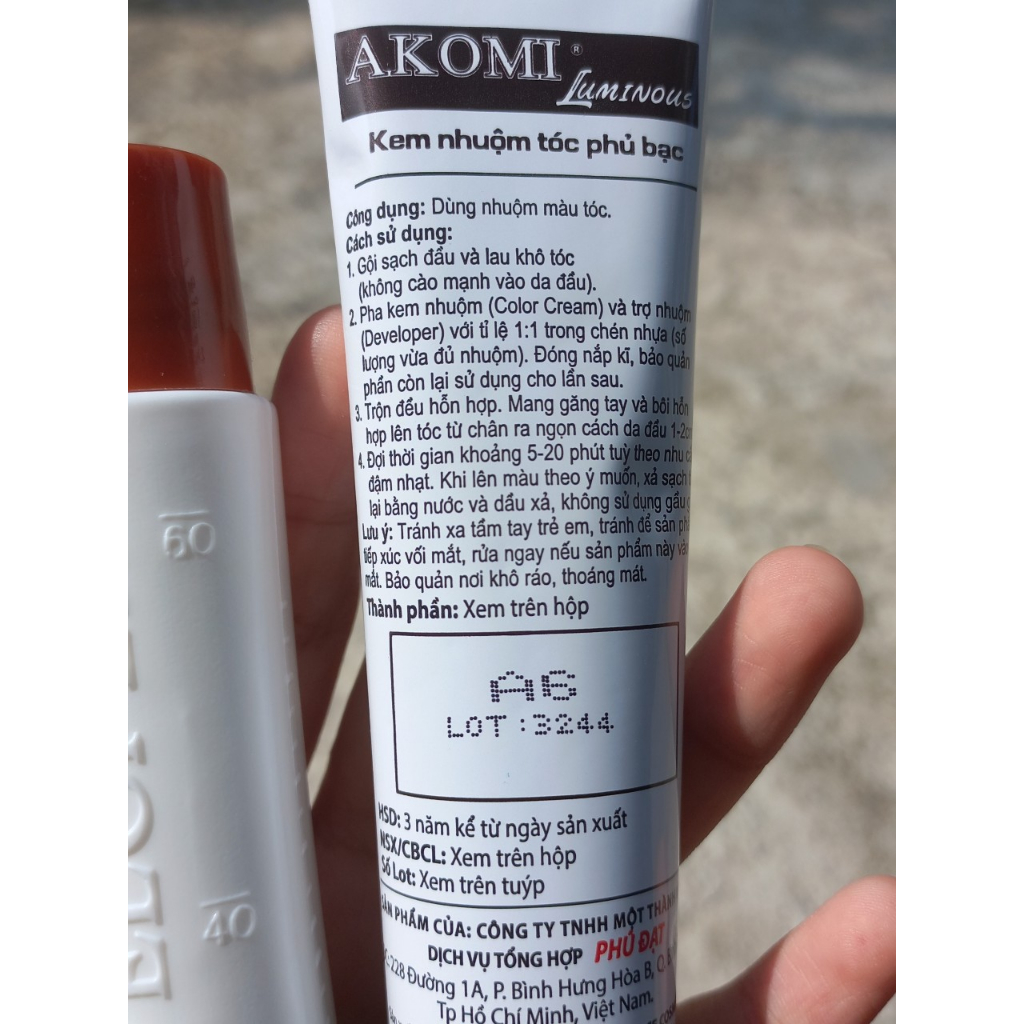 AKOMI ®
Luminous
Kem nhuộm tóc phủ bạc
Công dụng: Dùng nhuộm màu tóc.
Cách sử dụng:
1. Gội sạch đầu và lau khô tóc
(không cào mạnh vào da đầu).
2. Pha kem nhuộm (Color Cream) và trợ nhuộm
(Developer) với tỉ lệ 1:1 trong chén nhựa (số
lượng vừa đủ nhuộm). Đóng nắp kĩ, bảo quản
phần còn lại sử dụng cho lần sau.
3. Trộn đều hỗn hợp. Mang găng tay và bôi hỗn
hợp lên tóc từ chân ra ngọn cách da đầu 1-2
4. Đợi thời gian khoảng 5-20 phút tuỳ theo nhu
đậm nhạt. Khi lên màu theo ý muốn, xả sạch
lại bằng nước và dầu xả, không sử dụng gầu
Lưu ý: Tránh xa tầm tay trẻ em, tránh để sản
tiếp xúc vối mắt, rửa ngay nếu sản phẩm này
mắt. Bảo quản nơi khô ráo, thoáng mát.
Thành phần: Xem trên hộp
A6
LOT :3244
HSD: 3 năm kể từ ngày sản xuất
NSX/CBCL: Xem trên hộp
Số Lot: Xem trên tuýp
SẢN PHẨM CỦA: CÔNG TY TNHH MỘT THÀNH
DỊCH VỤ TỔNG HỢP PHÚ ĐẠT
228 Đường 1A, P. Bình Hưng Hòa B, Q.
Tp Hồ Chí Minh, Việt Nam.
60
40